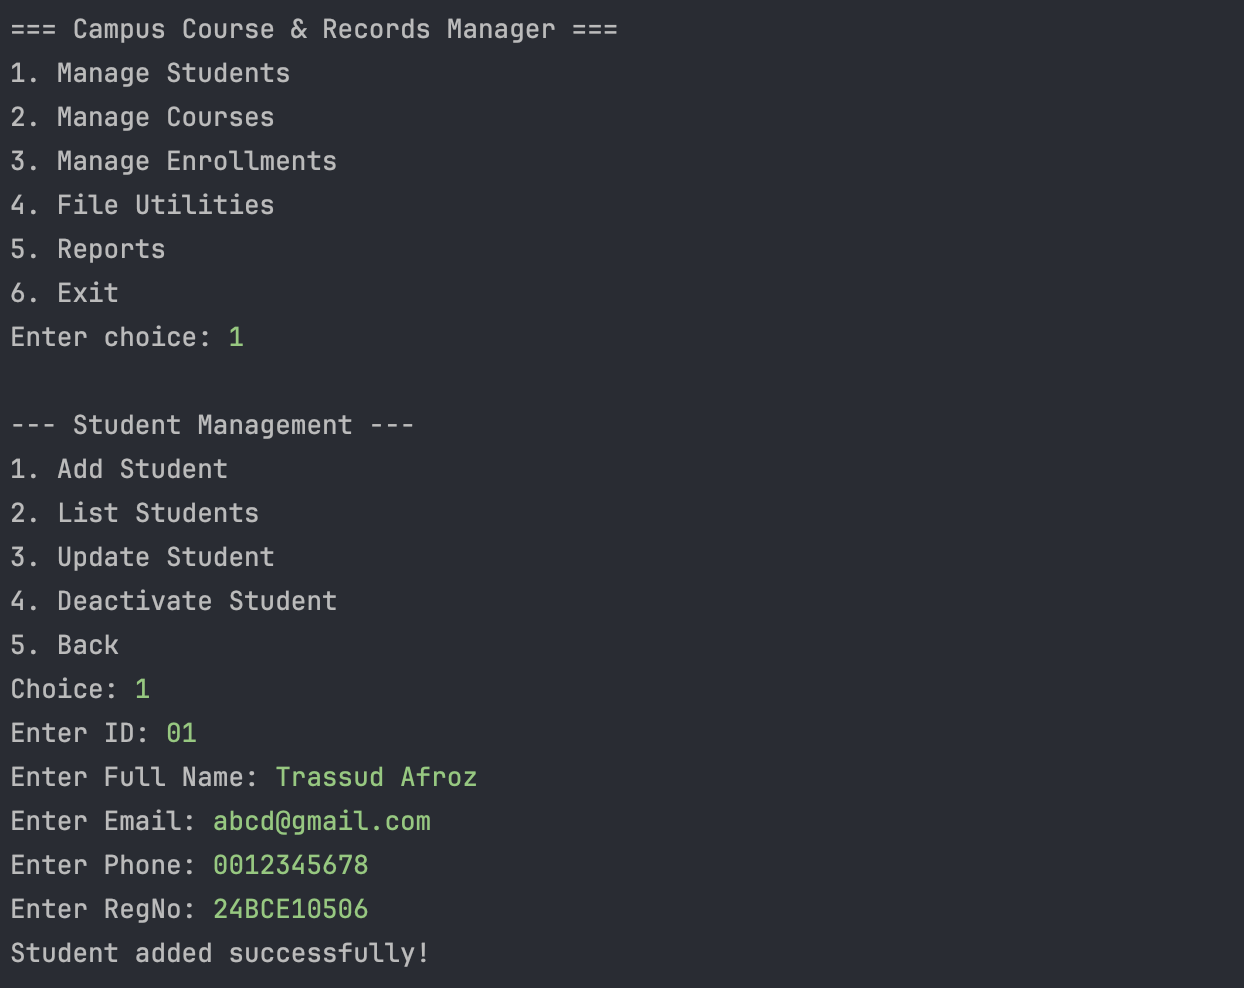 === Campus Course & Records Manager ===
1. Manage Students
2. Manage Courses
3. Manage Enrollments
4. File Utilities
5. Reports
6. Exit
Enter choice: 1
--- Student Management ---
1. Add Student
2. List Students
3. Update Student
4. Deactivate Student
5. Back
Choice: 1
Enter ID: 01
Enter Full Name: Trassud Afroz
Enter Email: abcd@gmail.com
Enter Phone: 0012345678
Enter RegNo: 24BCE10506
Student added successfully!